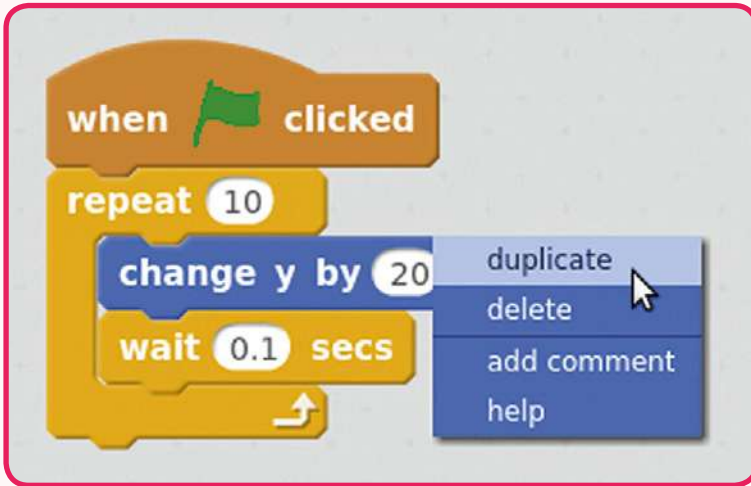 when clicked
repeat 10
change y by 20
wait 0.1 secs
duplicate
delete
add comment
help